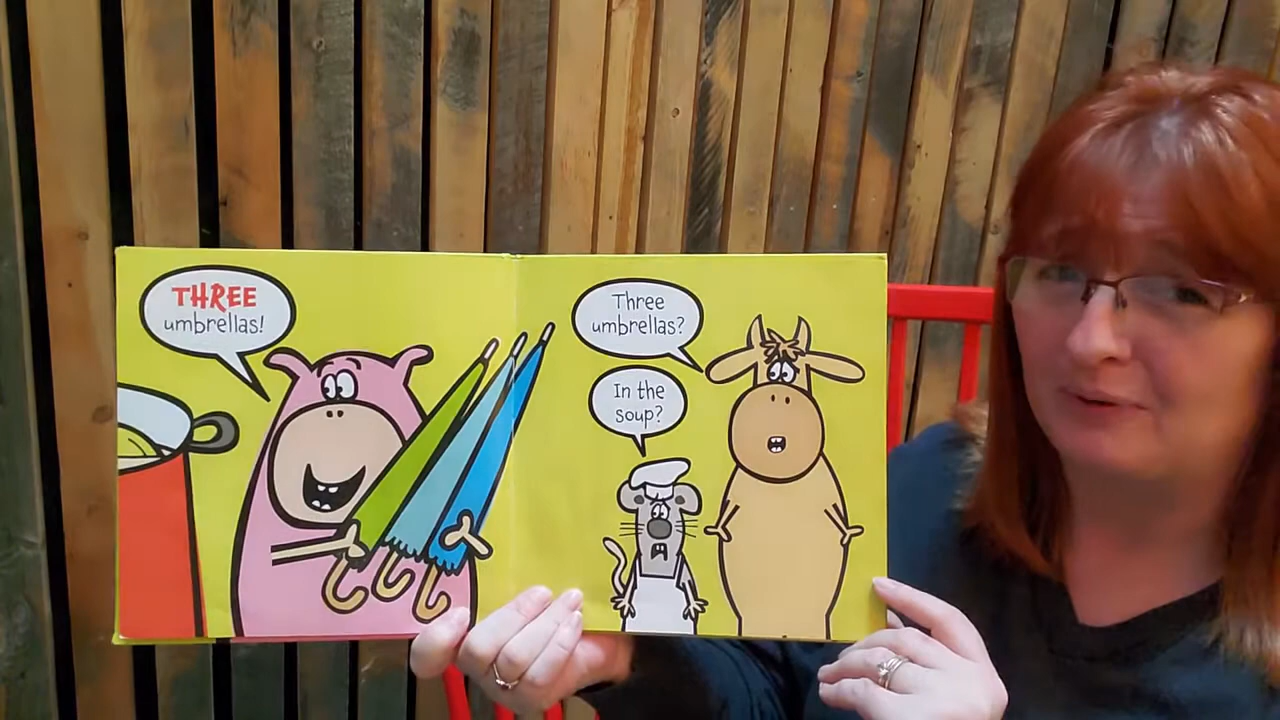 THREE
umbrellas!
Three
umbrellas?
In the
soup?